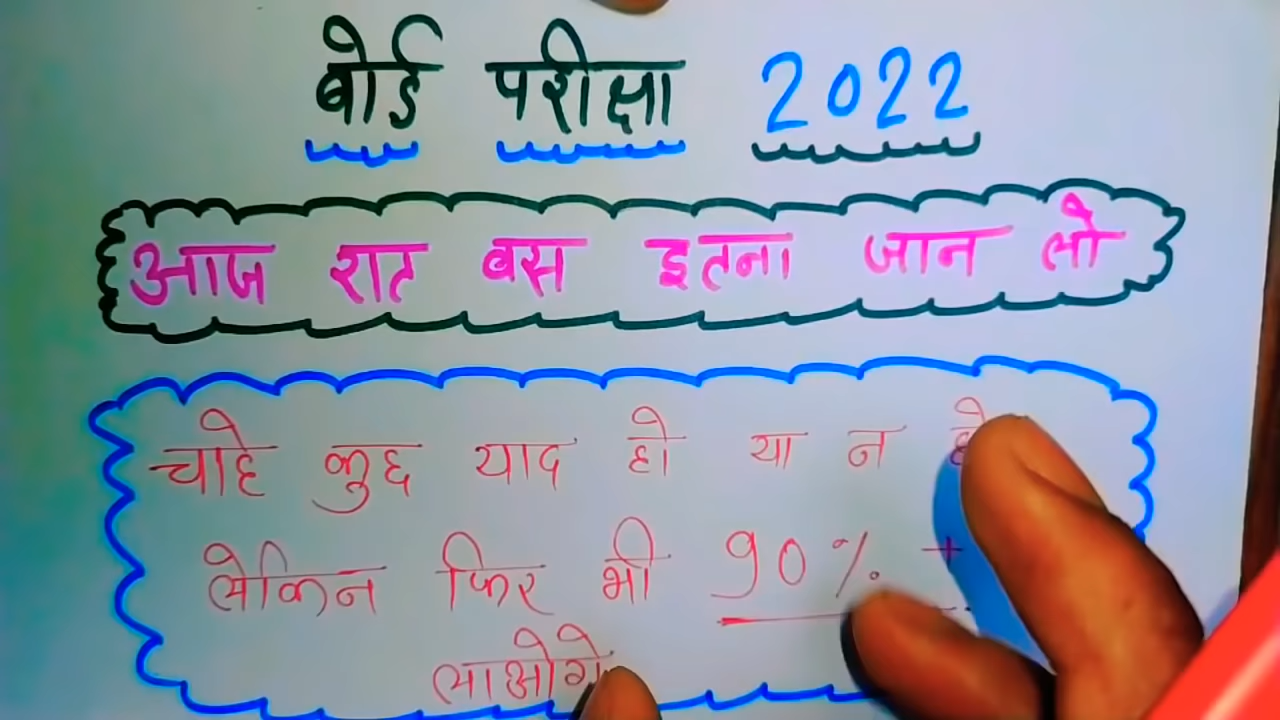 बोर्ड परीक्षा 2022
आज रात बस इतना जान लो
चाहे कुछ याद हो या न हो
लेकिन फिर भी 90% +
लाओगे